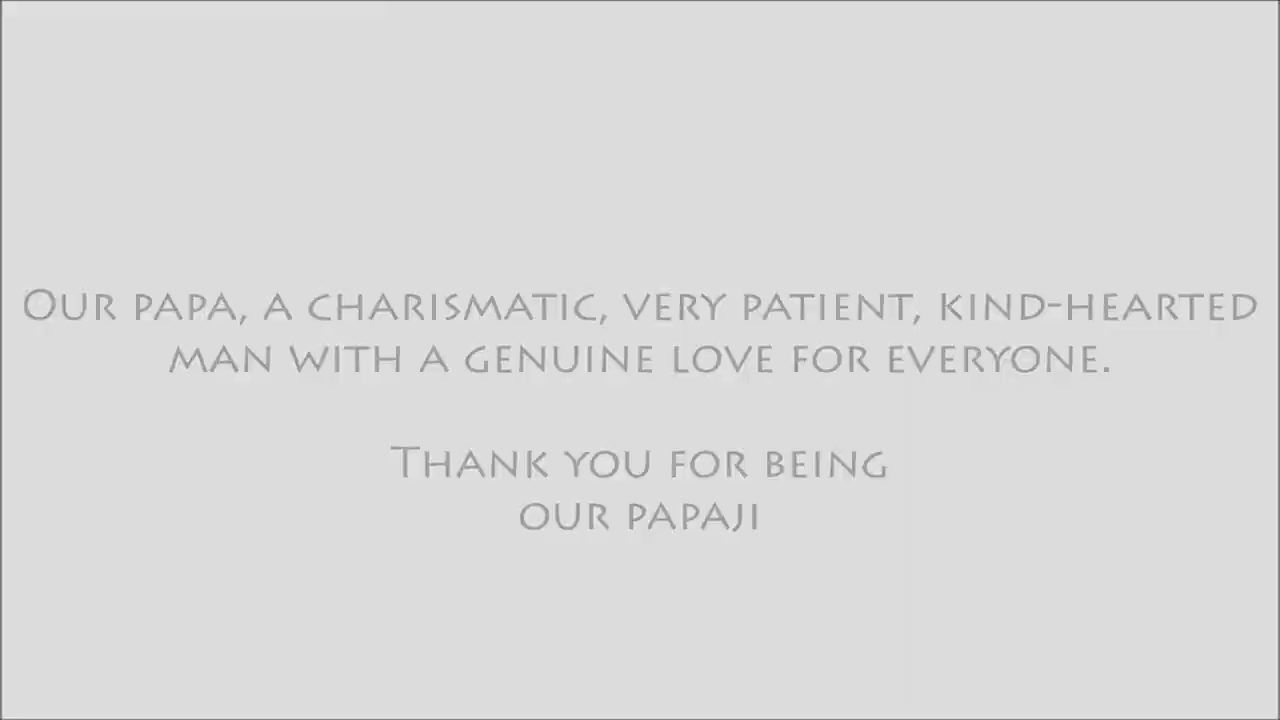 Our papa, a charismatic, very patient, kind-hearted
man with a genuine love for everyone.
Thank you for being
our papaji